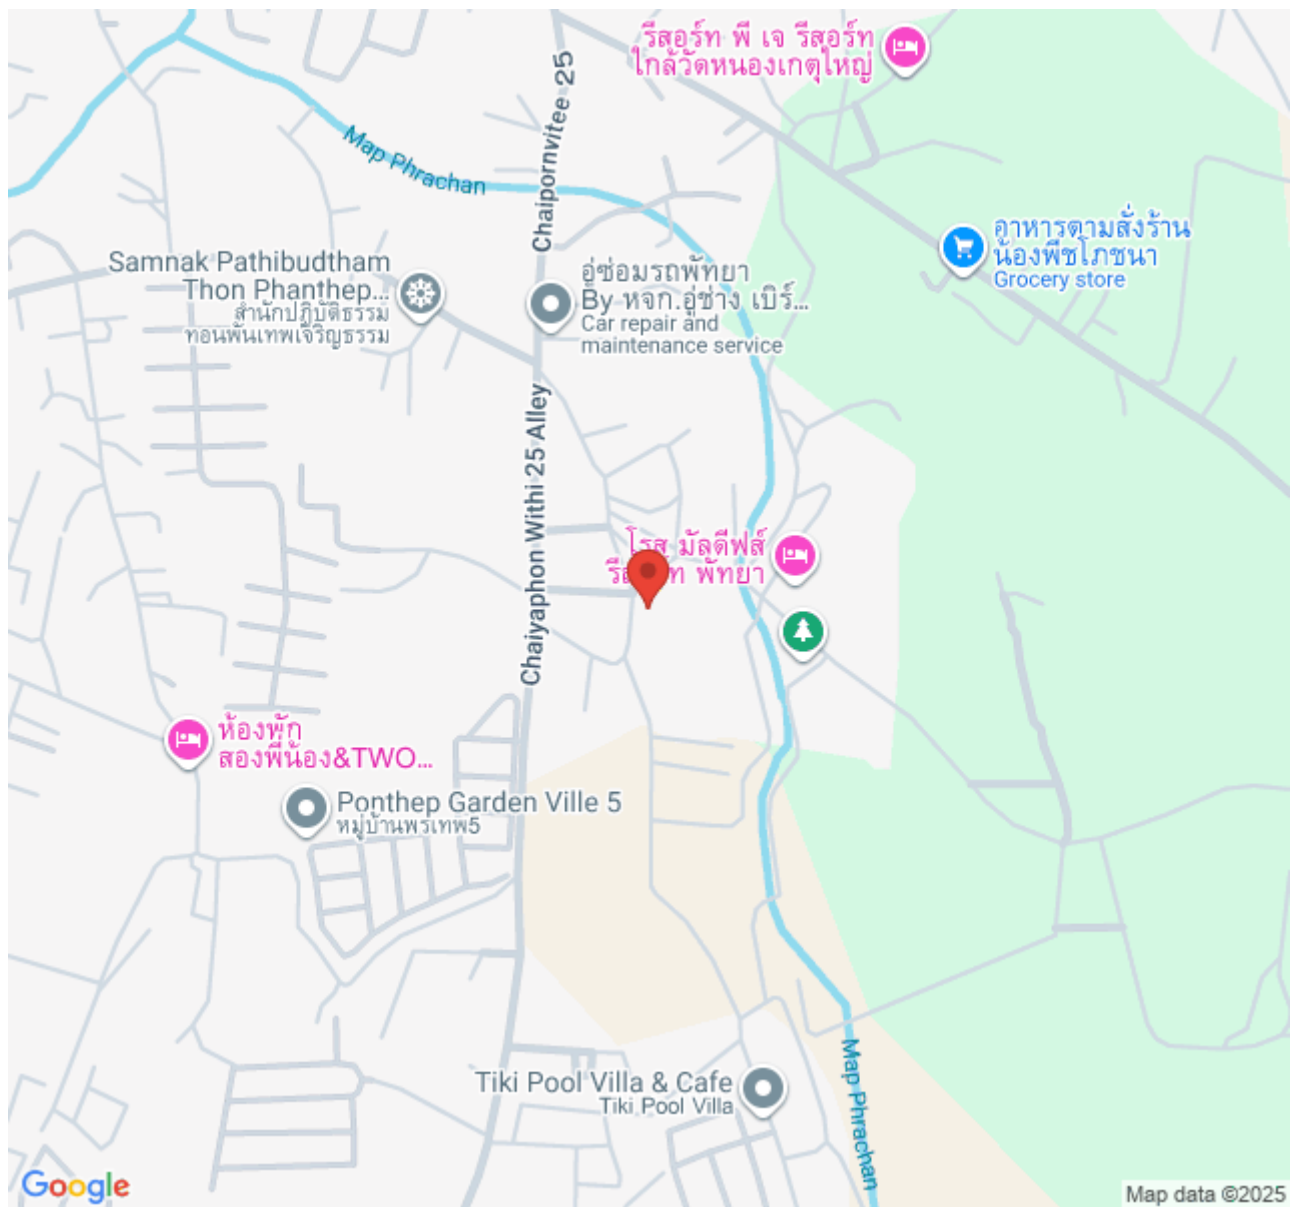 รีสอร์ท พี เจ รีสอร์ท
ใกล้วัดหนองเกตุใหญ่
Chaipornvitee 25
Map Phrachan
อาหารตามสั่งร้าน
น้องพีชโภชนา
Grocery store
Samnak Pathibudtham
Thon Phanthep...
สำนักปฏิบัติธรรม
ทอนพันเทพเจริญธรรม
อู่ซ่อมรถพัทยา
By หจก.อู่ช่าง เบิร์...
Car repair and
maintenance service
Chaiyaphon Withi 25 Alley
โรส มัลดีฟส์
พัทยา
ห้องพัก
สองพี่น้อง&TWO...
Ponthep Garden Ville 5
หมู่บ้านพรเทพ5
Tiki Pool Villa & Cafe
Tiki Pool Villa
Map Phrachan
Google
Map data ©2025